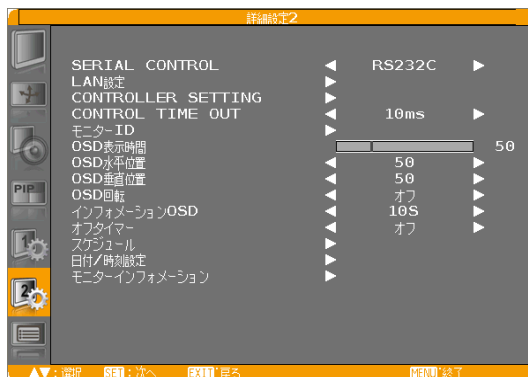 詳細設定2
SERIAL CONTROL RS232C
LAN設定
CONTROLLER SETTING
CONTROL TIME OUT 10ms
モニターID
OSD表示時間 50
OSD水平位置 50
OSD垂直位置 50
OSD回転 オフ
インフォメーションOSD 10S
オフタイマー オフ
スケジュール
日付/時刻設定
モニターインフォメーション
PIP
1
2
▲▼:選択 SET:次へ EXIT:戻る MENU:終了